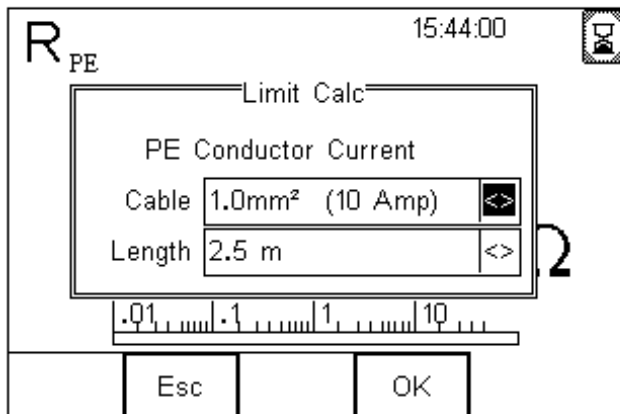 R PE 15:44:00
Limit Calc
PE Conductor Current
Cable 1.0mm² (10 Amp) <>
Length 2.5 m <>
Ω
.01 .1 1 10
Esc OK